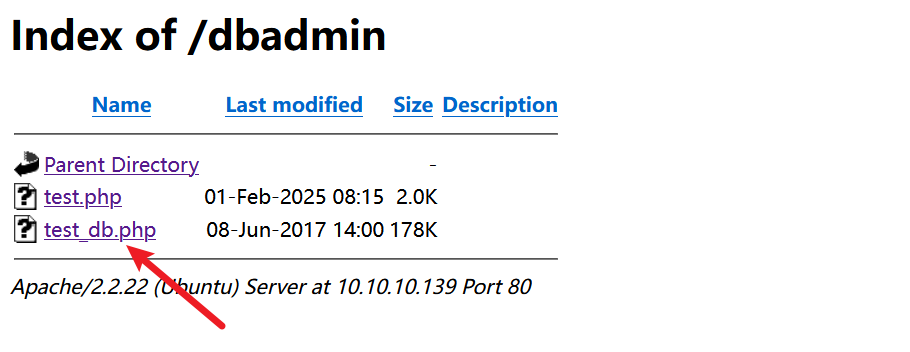 Index of /dbadmin
Name Last modified Size Description
Parent Directory -
test.php 01-Feb-2025 08:15 2.0K
test_db.php 08-Jun-2017 14:00 178K
Apache/2.2.22 (Ubuntu) Server at 10.10.10.139 Port 80